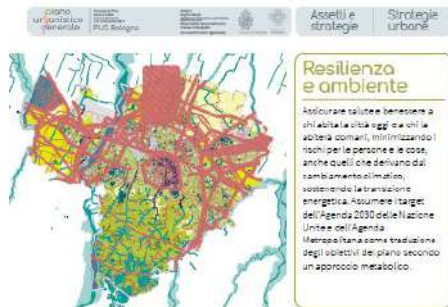 piano
urbanistico
generale
PUG Bologna
Assetti e
strategie
Strategie
urbane
Resilienza
e ambiente
Assicurare salute e benessere a
chi abita la città oggi e a chi la
abiterà domani, minimizzando i
rischi per le persone e le cose,
anche quelli che derivano dal
cambiamento climatico,
sostenendo la transizione
energetica. Assumere i target
dell'Agenda 2030 delle Nazione
Unite e dell'Agenda
Metropolitana come traduzione
degli obiettivi del piano secondo
un approccio metabolico.